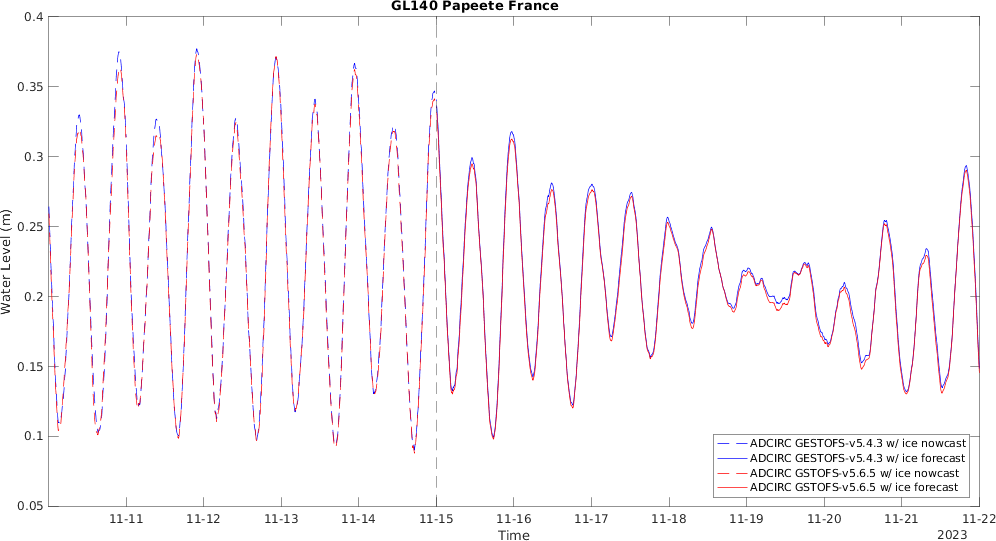 GL140 Papeete France
0.4
0.35
0.3
0.25
0.2
0.15
0.1
0.05
Water Level (m)
ADCIRC GESTOFS-v5.4.3 w/ ice nowcast
ADCIRC GESTOFS-v5.4.3 w/ ice forecast
ADCIRC GSTOFS-v5.6.5 w/ ice nowcast
ADCIRC GSTOFS-v5.6.5 w/ ice forecast
11-11 11-12 11-13 11-14 11-15 11-16 11-17 11-18 11-19 11-20 11-21 11-22
Time
2023